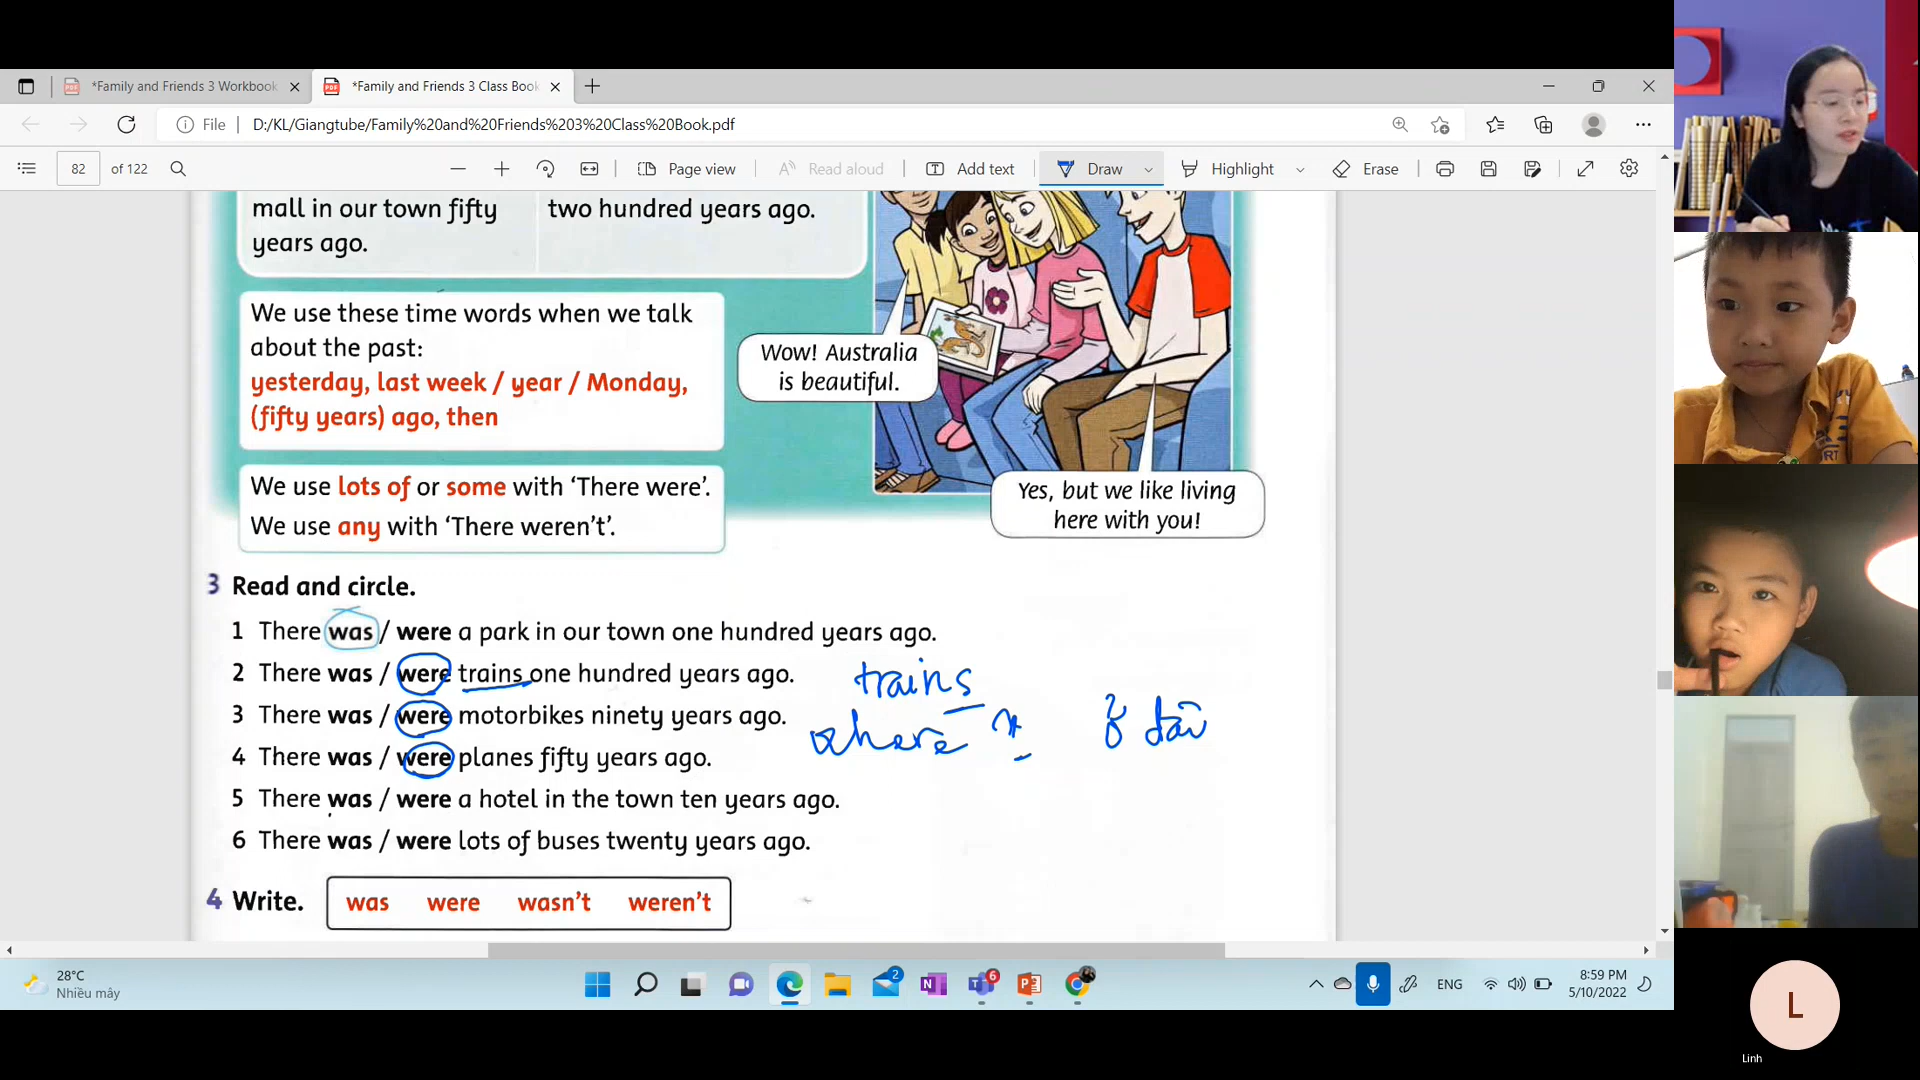 *Family and Friends 3 Workbook
*Family and Friends 3 Class Book
File | D:/KL/Giangtube/Family%20and%20Friends%203%20Class%20Book.pdf
82 of 122
Page view
Read aloud
Add text
Draw
Highlight
Erase
mall in our town fifty
years ago.
two hundred years ago.
We use these time words when we talk
about the past:
yesterday, last week / year / Monday,
(fifty years) ago, then
Wow! Australia
is beautiful.
We use lots of or some with ‘There were’.
We use any with ‘There weren’t’.
Yes, but we like living
here with you!
3 Read and circle.
1 There was / were a park in our town one hundred years ago.
2 There was / were trains one hundred years ago.
trains
3 There was / were motorbikes ninety years ago.
where
ở đâu
4 There was / were planes fifty years ago.
5 There was / were a hotel in the town ten years ago.
6 There was / were lots of buses twenty years ago.
4 Write.
was were wasn’t weren’t
28°C
Nhiều mây
2
6
ENG
8:59 PM
5/10/2022
L
Linh